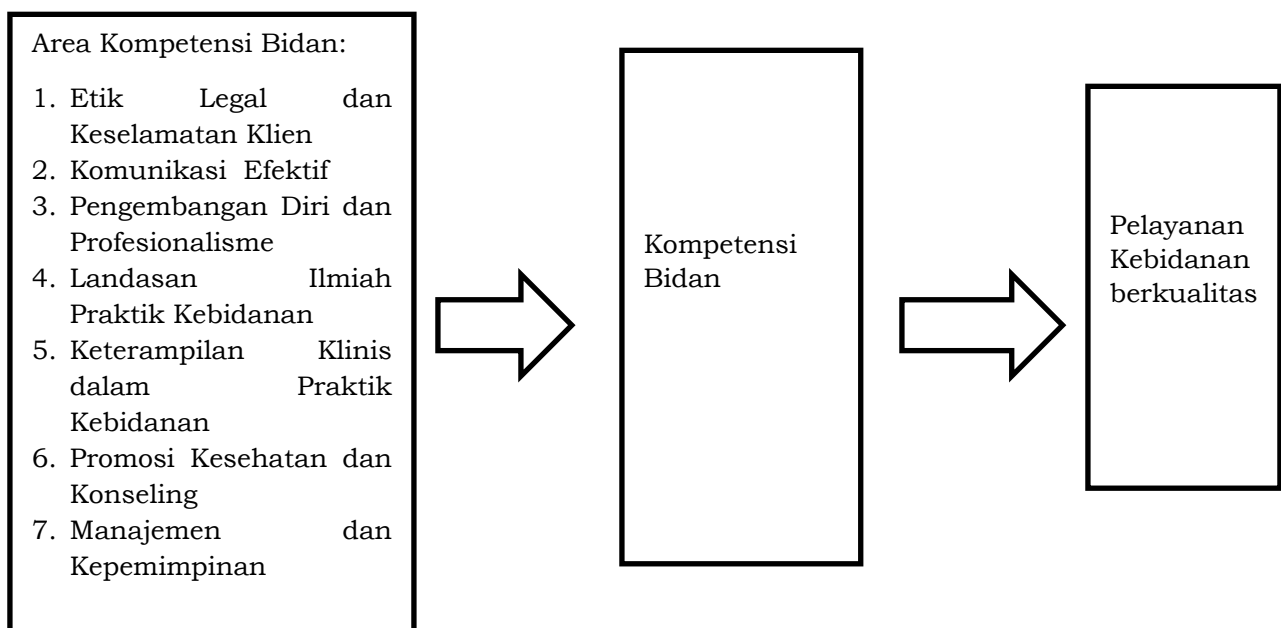 Area Kompetensi Bidan:
1. Etik Legal dan
Keselamatan Klien
2. Komunikasi Efektif
3. Pengembangan Diri dan
Profesionalisme
4. Landasan Ilmiah
Praktik Kebidanan
5. Keterampilan Klinis
dalam Praktik
Kebidanan
6. Promosi Kesehatan dan
Konseling
7. Manajemen dan
Kepemimpinan
Kompetensi
Bidan
Pelayanan
Kebidanan
berkualitas